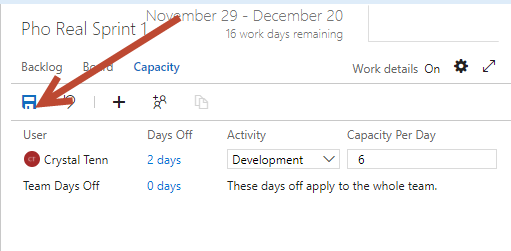 November 29 - December 20
Pho Real Sprint 1
16 work days remaining
Backlog Board Capacity Work details On
User Days Off Activity Capacity Per Day
CT Crystal Tenn 2 days Development 6
Team Days Off 0 days These days off apply to the whole team.